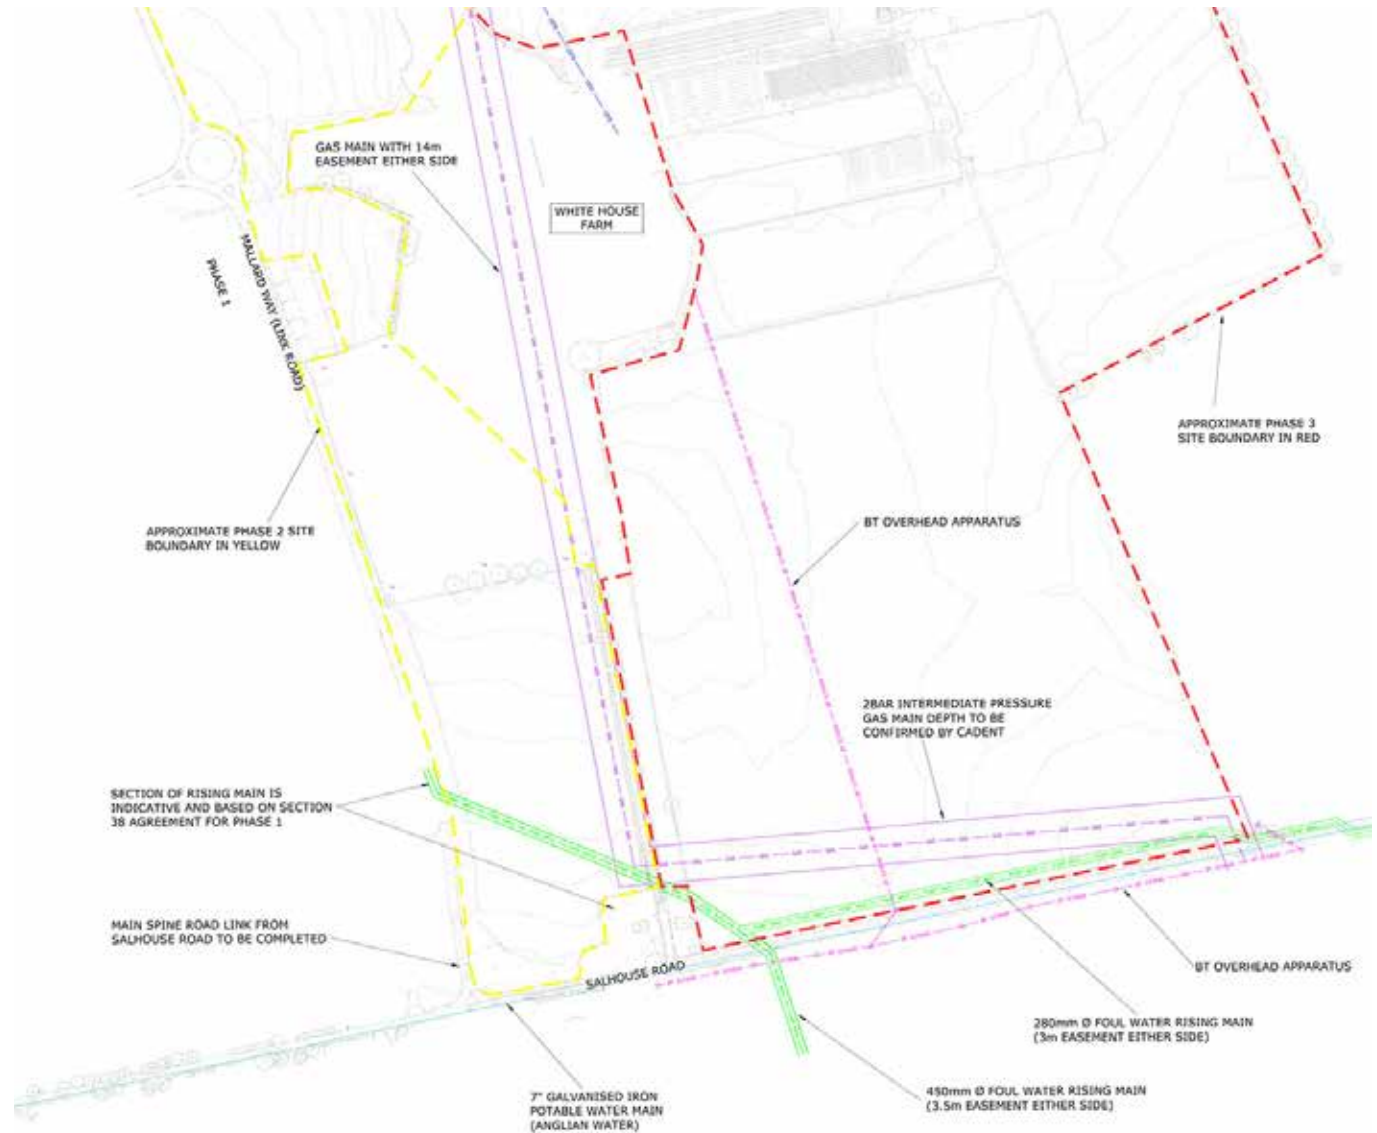 GAS MAIN WITH 14m
EASEMENT EITHER SIDE
WHITE HOUSE
FARM
MALLARD WAY (LINK ROAD)
PHASE 1
APPROXIMATE PHASE 3
SITE BOUNDARY IN RED
APPROXIMATE PHASE 2 SITE
BOUNDARY IN YELLOW
BT OVERHEAD APPARATUS
2BAR INTERMEDIATE PRESSURE
GAS MAIN DEPTH TO BE
CONFIRMED BY CADENT
SECTION OF RISING MAIN IS
INDICATIVE AND BASED ON SECTION
38 AGREEMENT FOR PHASE 1
MAIN SPINE ROAD LINK FROM
SALHOUSE ROAD TO BE COMPLETED
SALHOUSE ROAD
BT OVERHEAD APPARATUS
280mm Ø FOUL WATER RISING MAIN
(3m EASEMENT EITHER SIDE)
450mm Ø FOUL WATER RISING MAIN
(3.5m EASEMENT EITHER SIDE)
7" GALVANISED IRON
POTABLE WATER MAIN
(ANGLIAN WATER)